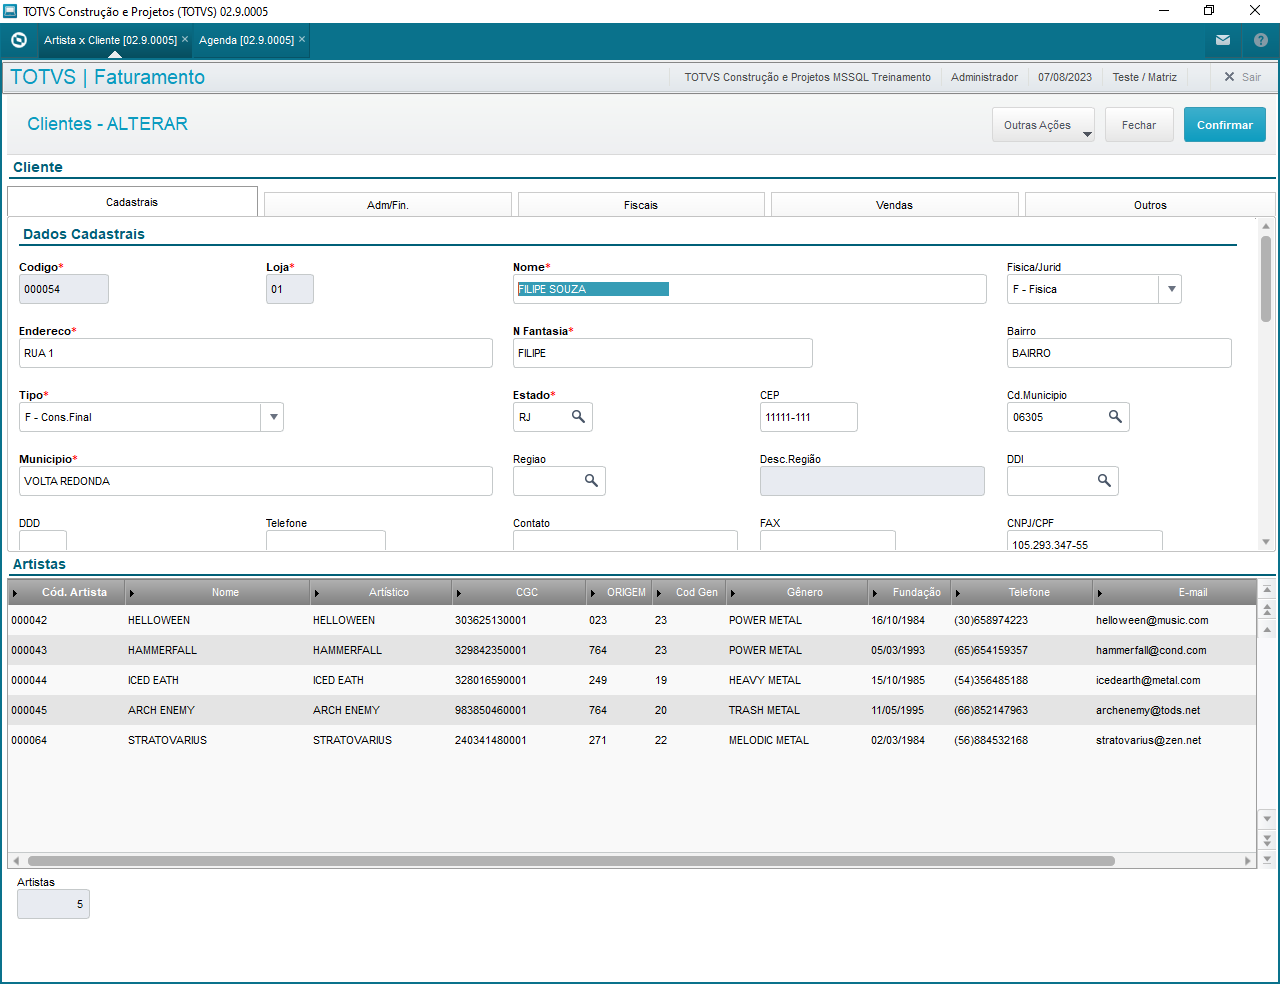 TOTVS Construção e Projetos (TOTVS) 02.9.0005
Artista x Cliente [02.9.0005] × Agenda [02.9.0005] ×
TOTVS | Faturamento TOTVS Construção e Projetos MSSQL Treinamento Administrador 07/08/2023 Teste / Matriz Sair
Clientes - ALTERAR Outras Ações Fechar Confirmar
Cliente
Cadastrais Adm/Fin. Fiscais Vendas Outros
Dados Cadastrais
Codigo* Loja* Nome* Fisica/Jurid
000054 01 FILIPE SOUZA F - Fisica
Endereco* N Fantasia* Bairro
RUA 1 FILIPE BAIRRO
Tipo* Estado* CEP Cd.Municipio
F - Cons.Final RJ 11111-111 06305
Municipio* Regiao Desc.Região DDI
VOLTA REDONDA
DDD Telefone Contato FAX CNPJ/CPF
105.293.347-55
Artistas
Cód. Artista Nome Artístico CGC ORIGEM Cod Gen Gênero Fundação Telefone E-mail
000042 HELLOWEEN HELLOWEEN 303625130001 023 23 POWER METAL 16/10/1984 (30)658974223 helloween@music.com
000043 HAMMERFALL HAMMERFALL 329842350001 764 23 POWER METAL 05/03/1993 (65)654159357 hammerfall@cond.com
000044 ICED EATH ICED EATH 328016590001 249 19 HEAVY METAL 15/10/1985 (54)356485188 icedearth@metal.com
000045 ARCH ENEMY ARCH ENEMY 983850460001 764 20 TRASH METAL 11/05/1995 (66)852147963 archenemy@tods.net
000064 STRATOVARIUS STRATOVARIUS 240341480001 271 22 MELODIC METAL 02/03/1984 (56)884532168 stratovarius@zen.net
Artistas
5